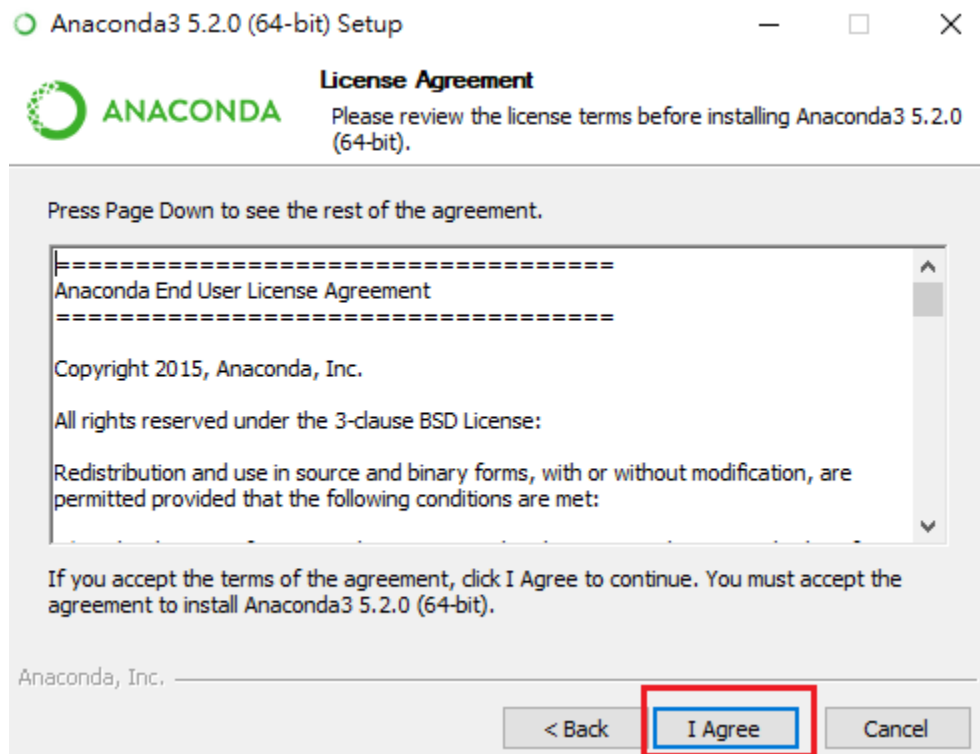 Anaconda3 5.2.0 (64-bit) Setup
ANACONDA
License Agreement
Please review the license terms before installing Anaconda3 5.2.0
(64-bit).
Press Page Down to see the rest of the agreement.
===================================
Anaconda End User License Agreement
===================================
Copyright 2015, Anaconda, Inc.
All rights reserved under the 3-clause BSD License:
Redistribution and use in source and binary forms, with or without modification, are
permitted provided that the following conditions are met:
If you accept the terms of the agreement, click I Agree to continue. You must accept the
agreement to install Anaconda3 5.2.0 (64-bit).
Anaconda, Inc.
< Back
I Agree
Cancel